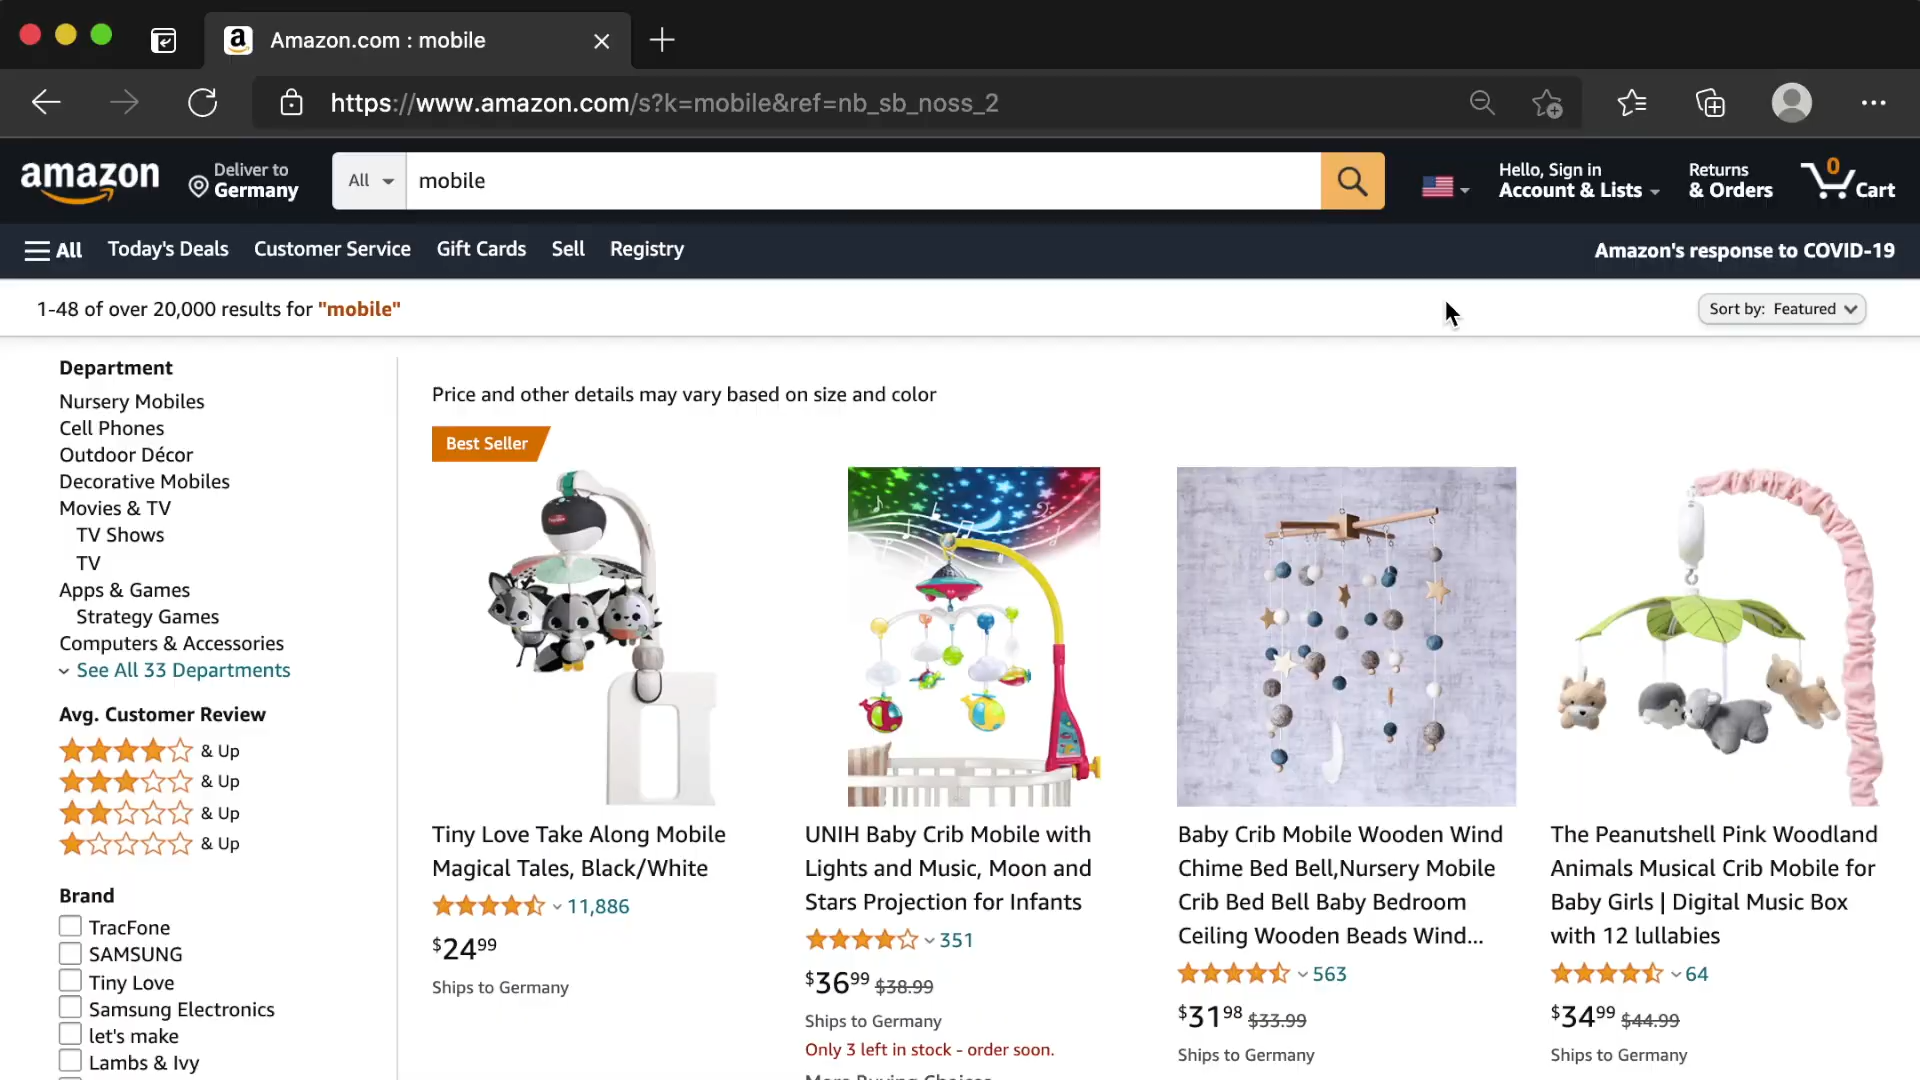 Amazon.com : mobile
https://www.amazon.com/s?k=mobile&ref=nb_sb_noss_2
amazon
Deliver to
Germany
All
mobile
Hello, Sign in
Account & Lists
Returns
& Orders
0
Cart
All
Today's Deals
Customer Service
Gift Cards
Sell
Registry
Amazon's response to COVID-19
1-48 of over 20,000 results for "mobile"
Sort by: Featured
Department
Nursery Mobiles
Cell Phones
Outdoor Décor
Decorative Mobiles
Movies & TV
TV Shows
TV
Apps & Games
Strategy Games
Computers & Accessories
See All 33 Departments
Avg. Customer Review
& Up
& Up
& Up
& Up
Brand
TracFone
SAMSUNG
Tiny Love
Samsung Electronics
let's make
Lambs & Ivy
Price and other details may vary based on size and color
Best Seller
Tiny Love Take Along Mobile
Magical Tales, Black/White
11,886
$2499
Ships to Germany
UNIH Baby Crib Mobile with
Lights and Music, Moon and
Stars Projection for Infants
351
$3699 $38.99
Ships to Germany
Only 3 left in stock - order soon.
More Buying Choices
Baby Crib Mobile Wooden Wind
Chime Bed Bell,Nursery Mobile
Crib Bed Bell Baby Bedroom
Ceiling Wooden Beads Wind...
563
$3198 $33.99
Ships to Germany
The Peanutshell Pink Woodland
Animals Musical Crib Mobile for
Baby Girls | Digital Music Box
with 12 lullabies
64
$3499 $44.99
Ships to Germany